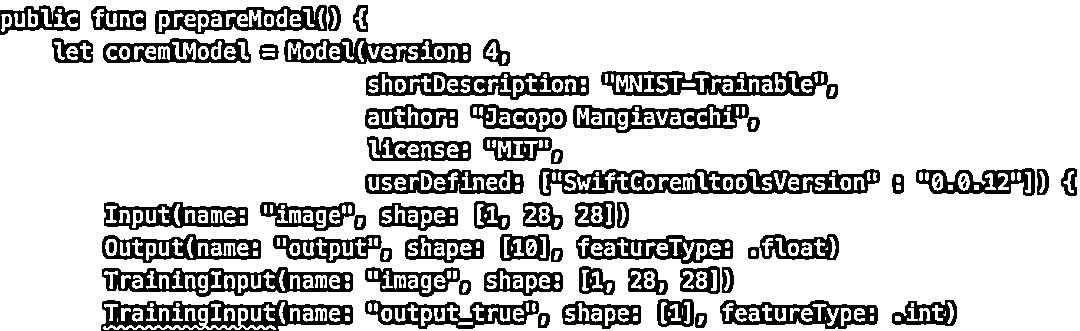 public func prepareModel() {
    let coremlModel = Model(version: 4,
                            shortDescription: "MNIST-Trainable",
                            author: "Jacopo Mangiavacchi",
                            license: "MIT",
                            userDefined: ["SwiftCoremltoolsVersion" : "0.0.12"]) {
        Input(name: "image", shape: [1, 28, 28])
        Output(name: "output", shape: [10], featureType: .float)
        TrainingInput(name: "image", shape: [1, 28, 28])
        TrainingInput(name: "output_true", shape: [1], featureType: .int)